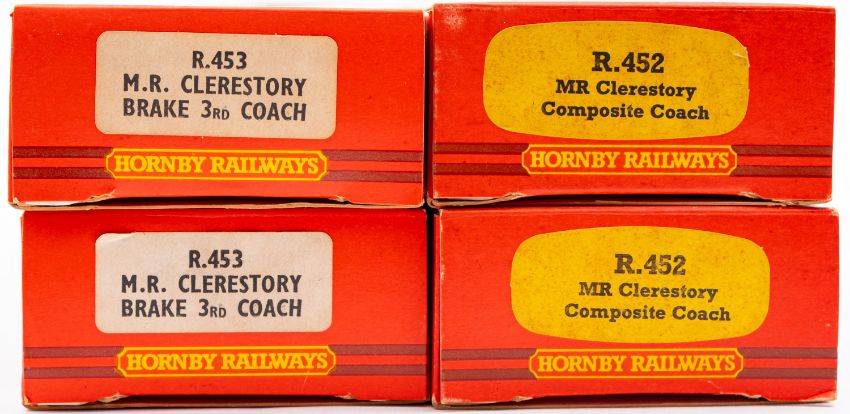 R.453
M.R. CLERESTORY
BRAKE 3RD COACH
HORNBY RAILWAYS
R.452
MR Clerestory
Composite Coach
HORNBY RAILWAYS
R.453
M.R. CLERESTORY
BRAKE 3RD COACH
HORNBY RAILWAYS
R.452
MR Clerestory
Composite Coach
HORNBY RAILWAYS